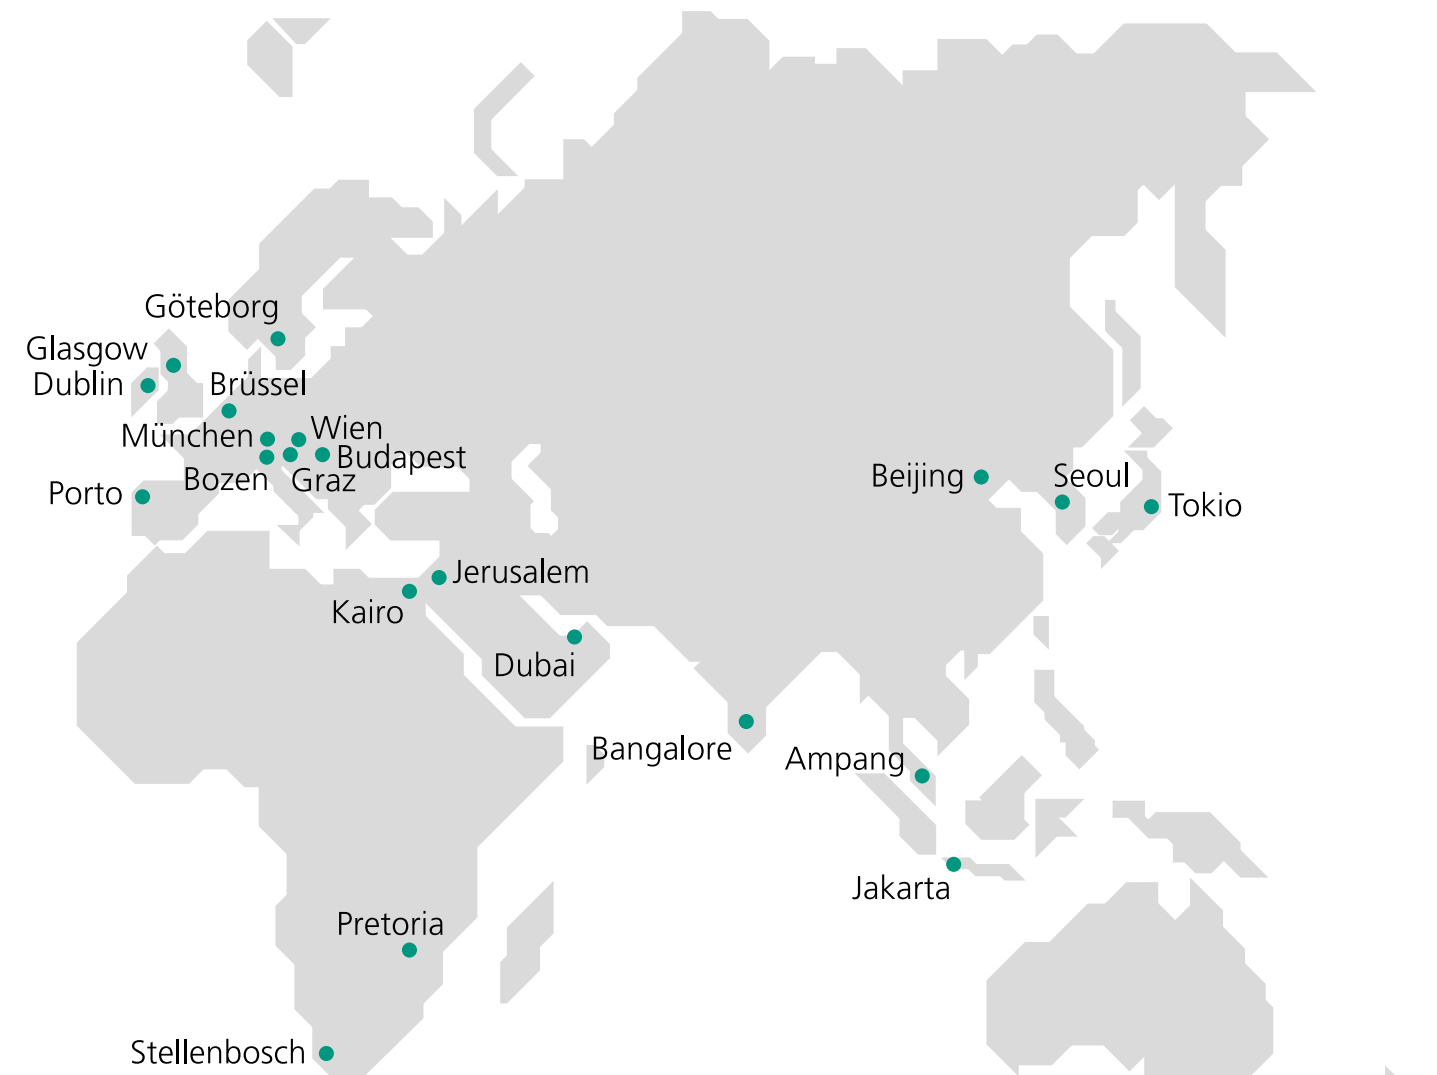 Göteborg
Glasgow
Dublin
Brüssel
München
Wien
Budapest
Bozen
Graz
Porto
Beijing
Seoul
Tokio
Jerusalem
Kairo
Dubai
Bangalore
Ampang
Jakarta
Pretoria
Stellenbosch